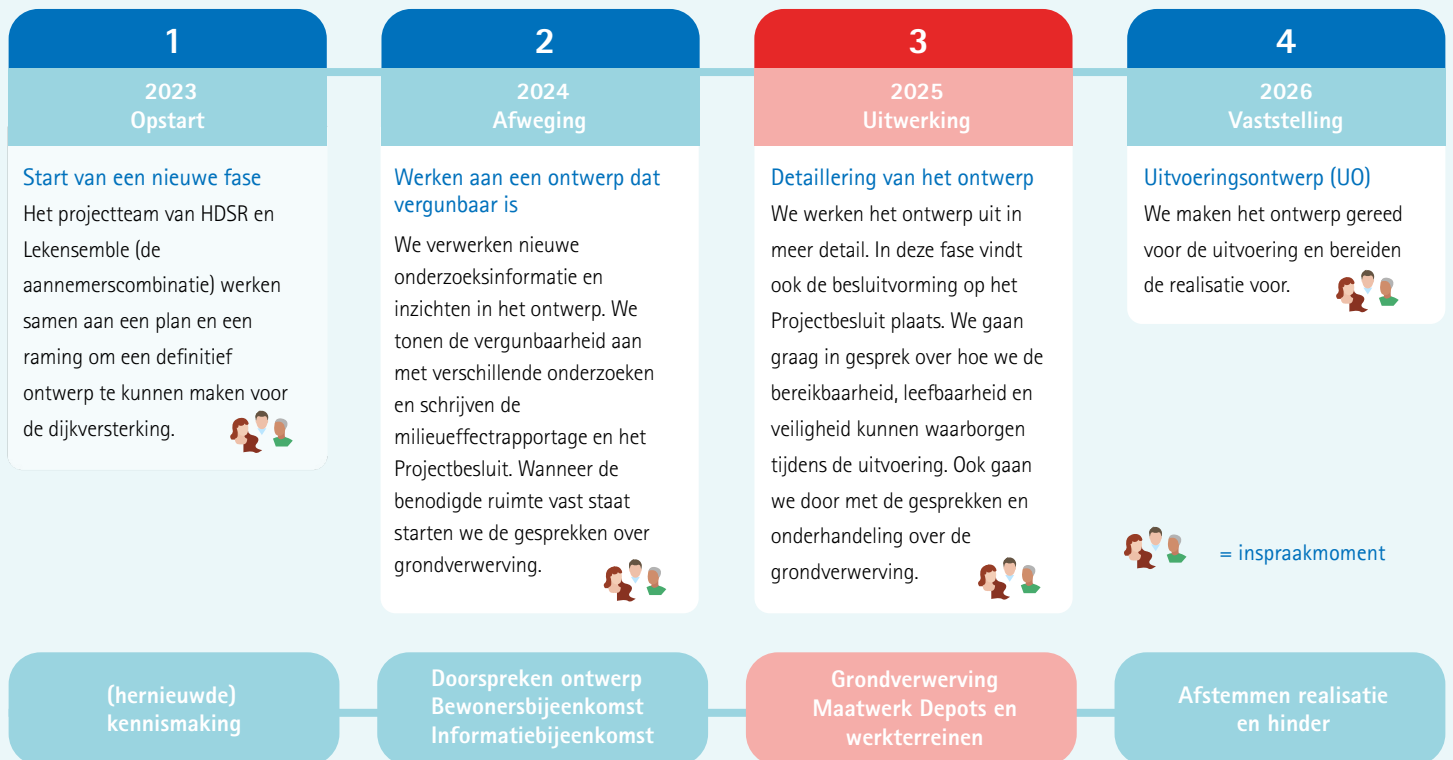 1
2023
Opstart
Start van een nieuwe fase
Het projectteam van HDSR en
Lekensemble (de
aannemerscombinatie) werken
samen aan een plan en een
raming om een definitief
ontwerp te kunnen maken voor
de dijkversterking.
2
2024
Afweging
Werken aan een ontwerp dat
vergunbaar is
We verwerken nieuwe
onderzoeksinformatie en
inzichten in het ontwerp. We
tonen de vergunbaarheid aan
met verschillende onderzoeken
en schrijven de
milieueffectrapportage en het
Projectbesluit. Wanneer de
benodigde ruimte vast staat
starten we de gesprekken over
grondverwerving.
3
2025
Uitwerking
Detaillering van het ontwerp
We werken het ontwerp uit in
meer detail. In deze fase vindt
ook de besluitvorming op het
Projectbesluit plaats. We gaan
graag in gesprek over hoe we de
bereikbaarheid, leefbaarheid en
veiligheid kunnen waarborgen
tijdens de uitvoering. Ook gaan
we door met de gesprekken en
onderhandeling over de
grondverwerving.
4
2026
Vaststelling
Uitvoeringsontwerp (UO)
We maken het ontwerp gereed
voor de uitvoering en bereiden
de realisatie voor.
= inspraakmoment
(hernieuwde)
kennismaking
Doorspreken ontwerp
Bewonersbijeenkomst
Informatiebijeenkomst
Grondverwerving
Maatwerk Depots en
werkterreinen
Afstemmen realisatie
en hinder